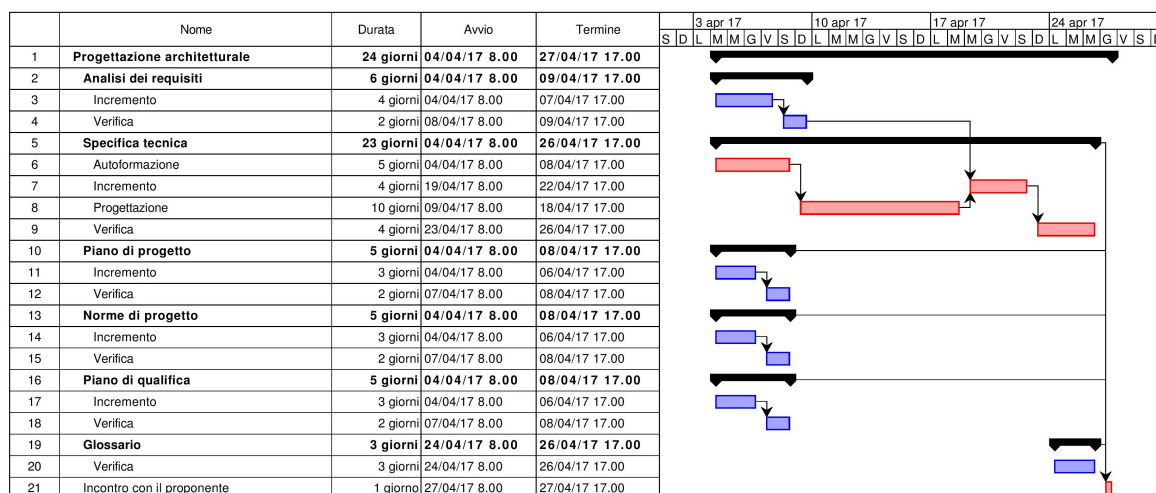 Nome Durata Avvio Termine
3 apr 17 10 apr 17 17 apr 17 24 apr 17
S D L M M G V S D L M M G V S D L M M G V S D L M M G V S D
1 Progettazione architetturale 24 giorni 04/04/17 8.00 27/04/17 17.00
2 Analisi dei requisiti 6 giorni 04/04/17 8.00 09/04/17 17.00
3 Incremento 4 giorni 04/04/17 8.00 07/04/17 17.00
4 Verifica 2 giorni 08/04/17 8.00 09/04/17 17.00
5 Specifica tecnica 23 giorni 04/04/17 8.00 26/04/17 17.00
6 Autoformazione 5 giorni 04/04/17 8.00 08/04/17 17.00
7 Incremento 4 giorni 19/04/17 8.00 22/04/17 17.00
8 Progettazione 10 giorni 09/04/17 8.00 18/04/17 17.00
9 Verifica 4 giorni 23/04/17 8.00 26/04/17 17.00
10 Piano di progetto 5 giorni 04/04/17 8.00 08/04/17 17.00
11 Incremento 3 giorni 04/04/17 8.00 06/04/17 17.00
12 Verifica 2 giorni 07/04/17 8.00 08/04/17 17.00
13 Norme di progetto 5 giorni 04/04/17 8.00 08/04/17 17.00
14 Incremento 3 giorni 04/04/17 8.00 06/04/17 17.00
15 Verifica 2 giorni 07/04/17 8.00 08/04/17 17.00
16 Piano di qualifica 5 giorni 04/04/17 8.00 08/04/17 17.00
17 Incremento 3 giorni 04/04/17 8.00 06/04/17 17.00
18 Verifica 2 giorni 07/04/17 8.00 08/04/17 17.00
19 Glossario 3 giorni 24/04/17 8.00 26/04/17 17.00
20 Verifica 3 giorni 24/04/17 8.00 26/04/17 17.00
21 Incontro con il proponente 1 giorno 27/04/17 8.00 27/04/17 17.00